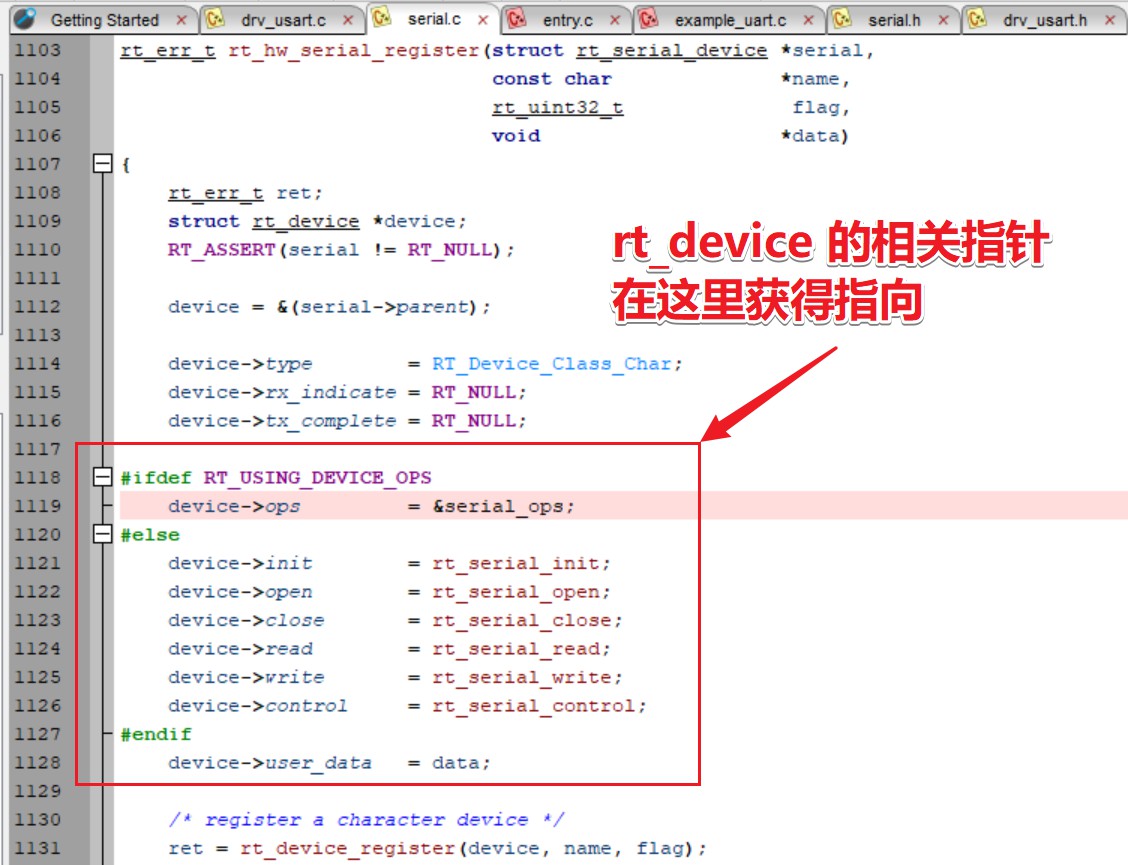 Getting Started drv_usart.c serial.c entry.c example_uart.c serial.h drv_usart.h
1103 rt_err_t rt_hw_serial_register(struct rt_serial_device *serial,
1104 const char *name,
1105 rt_uint32_t flag,
1106 void *data)
1107 {
1108 rt_err_t ret;
1109 struct rt_device *device;
1110 RT_ASSERT(serial != RT_NULL);
1111
1112 device = &(serial->parent);
1113
1114 device->type = RT_Device_Class_Char;
1115 device->rx_indicate = RT_NULL;
1116 device->tx_complete = RT_NULL;
1117
1118 #ifdef RT_USING_DEVICE_OPS
1119 device->ops = &serial_ops;
1120 #else
1121 device->init = rt_serial_init;
1122 device->open = rt_serial_open;
1123 device->close = rt_serial_close;
1124 device->read = rt_serial_read;
1125 device->write = rt_serial_write;
1126 device->control = rt_serial_control;
1127 #endif
1128 device->user_data = data;
1129
1130 /* register a character device */
1131 ret = rt_device_register(device, name, flag);
rt_device 的相关指针
在这里获得指向